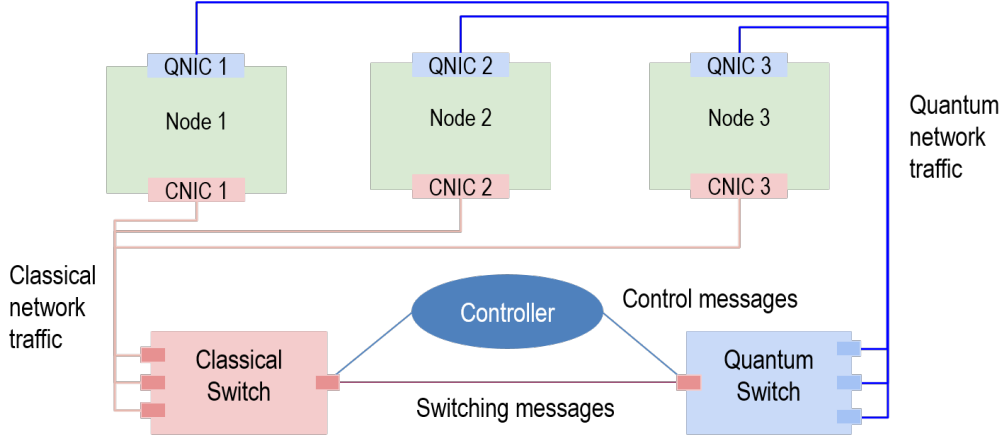 QNIC 1
QNIC 2
QNIC 3
Node 1
Node 2
Node 3
CNIC 1
CNIC 2
CNIC 3
Quantum
network
traffic
Classical
network
traffic
Controller
Control messages
Classical
Switch
Quantum
Switch
Switching messages